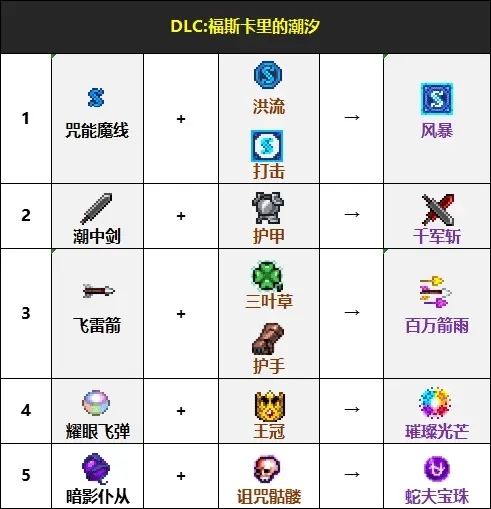 DLC:福斯卡里的潮汐
1
咒能魔线
+
洪流
打击
→
风暴
2
潮中剑
+
护甲
→
千军斩
3
飞雷箭
+
三叶草
护手
→
百万箭雨
4
耀眼飞弹
+
王冠
→
璀璨光芒
5
暗影仆从
+
诅咒骷髅
→
蛇夫宝珠